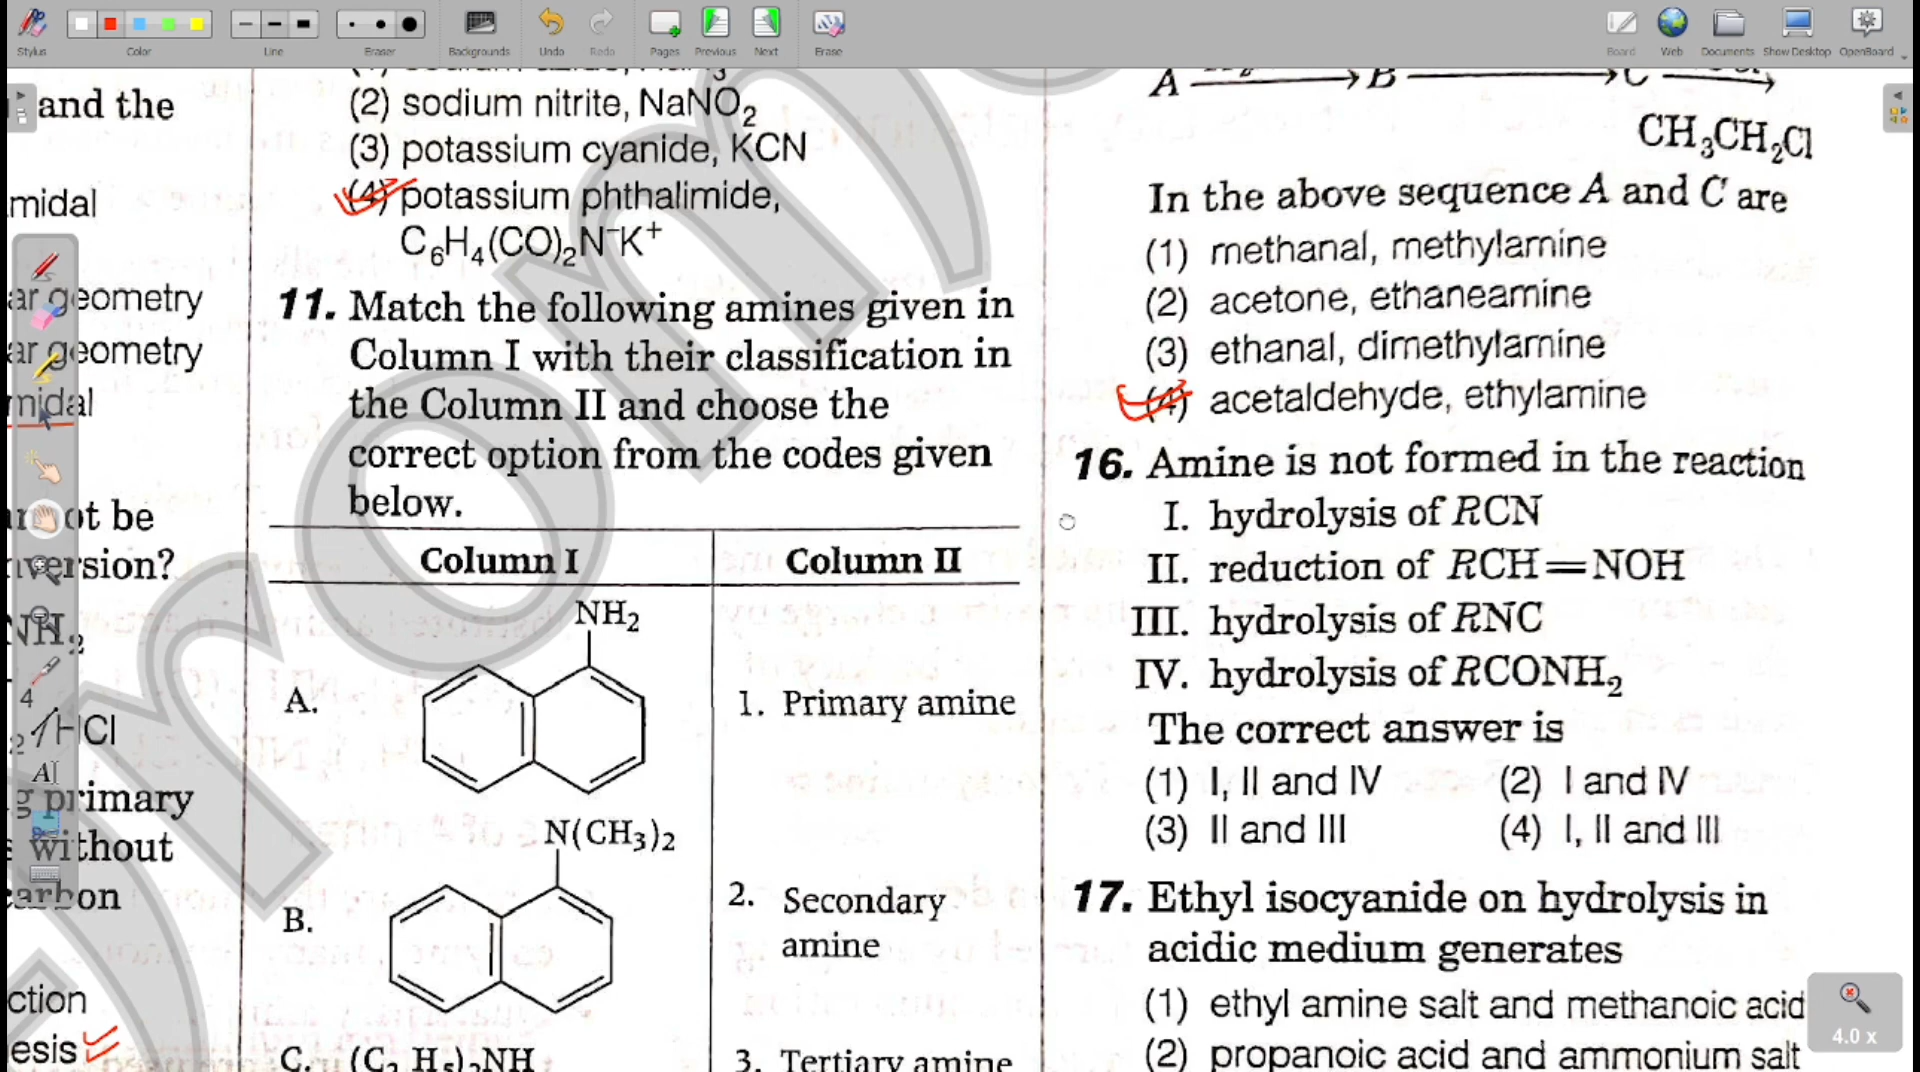 Stylus
Color
Line
Eraser
Backgrounds
Undo
Redo
Pages
Previous
Next
Erase
Board
Web
Documents
Show Desktop
OpenBoard
and the
midal
ar geometry
ar geometry
midal
ot be
version?
NH2
4
/HCl
g primary
without
carbon
ction
esis
(2) sodium nitrite, NaNO2
(3) potassium cyanide, KCN
(4) potassium phthalimide,
C6H4(CO)2N⁻K⁺
11. Match the following amines given in
Column I with their classification in
the Column II and choose the
correct option from the codes given
below.
Column I Column II
NH2
A. 1. Primary amine
N(CH3)2
B. 2. Secondary
amine
C. (C2H5)2NH 3. Tertiary amine
A → B → C →
CH3CH2Cl
In the above sequence A and C are
(1) methanal, methylamine
(2) acetone, ethaneamine
(3) ethanal, dimethylamine
(4) acetaldehyde, ethylamine
16. Amine is not formed in the reaction
I. hydrolysis of RCN
II. reduction of RCH=NOH
III. hydrolysis of RNC
IV. hydrolysis of RCONH2
The correct answer is
(1) I, II and IV (2) I and IV
(3) II and III (4) I, II and III
17. Ethyl isocyanide on hydrolysis in
acidic medium generates
(1) ethyl amine salt and methanoic acid
(2) propanoic acid and ammonium salt
4.0 x